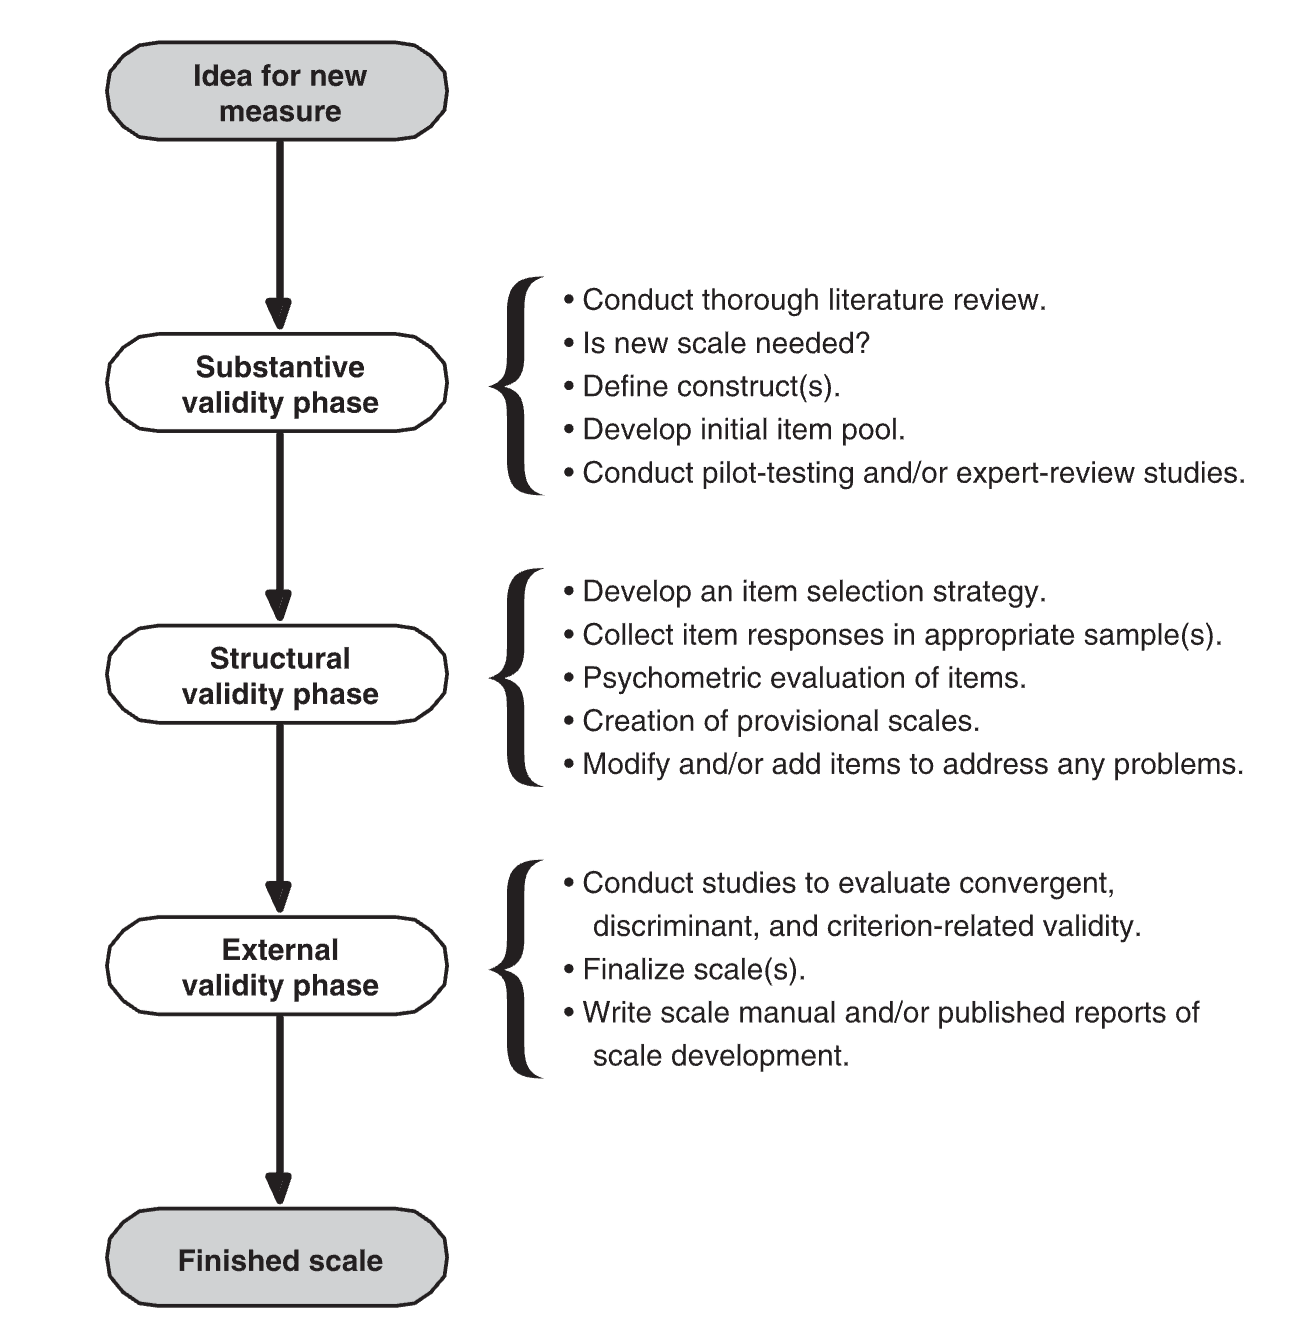 Idea for new
measure
• Conduct thorough literature review.
• Is new scale needed?
Substantive
validity phase
• Define construct(s).
• Develop initial item pool.
• Conduct pilot-testing and/or expert-review studies.
• Develop an item selection strategy.
• Collect item responses in appropriate sample(s).
Structural
validity phase
• Psychometric evaluation of items.
• Creation of provisional scales.
• Modify and/or add items to address any problems.
• Conduct studies to evaluate convergent,
discriminant, and criterion-related validity.
External
validity phase
• Finalize scale(s).
• Write scale manual and/or published reports of
scale development.
Finished scale